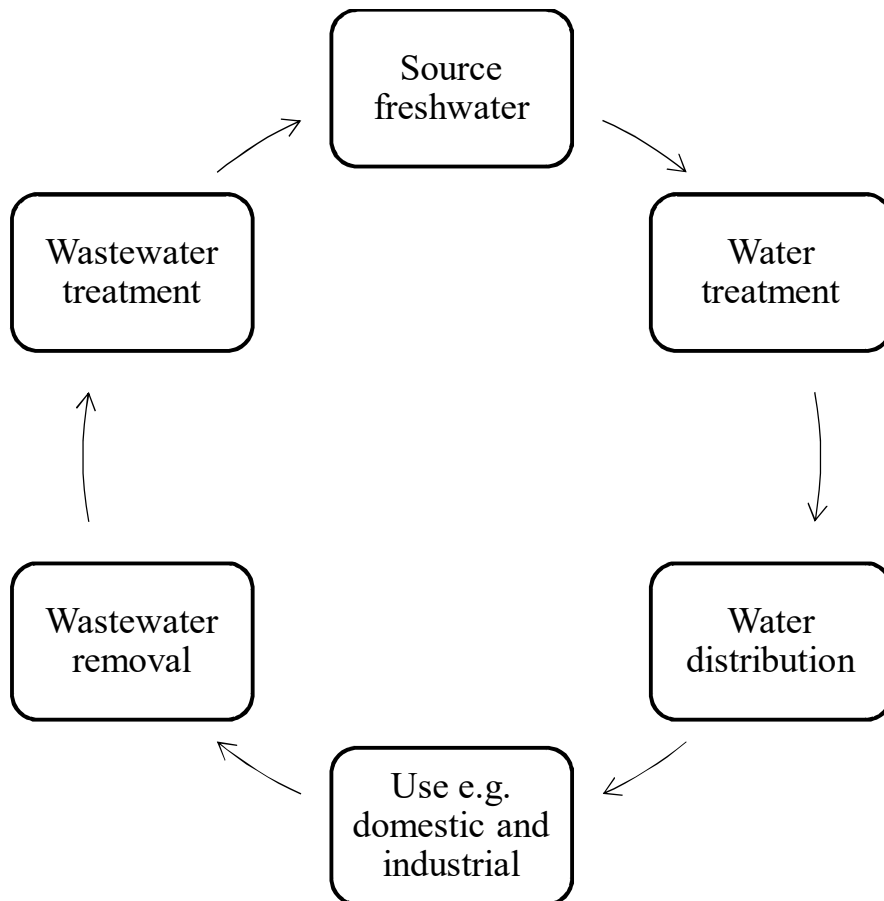 Source
freshwater
Water
treatment
Water
distribution
Use e.g.
domestic and
industrial
Wastewater
removal
Wastewater
treatment